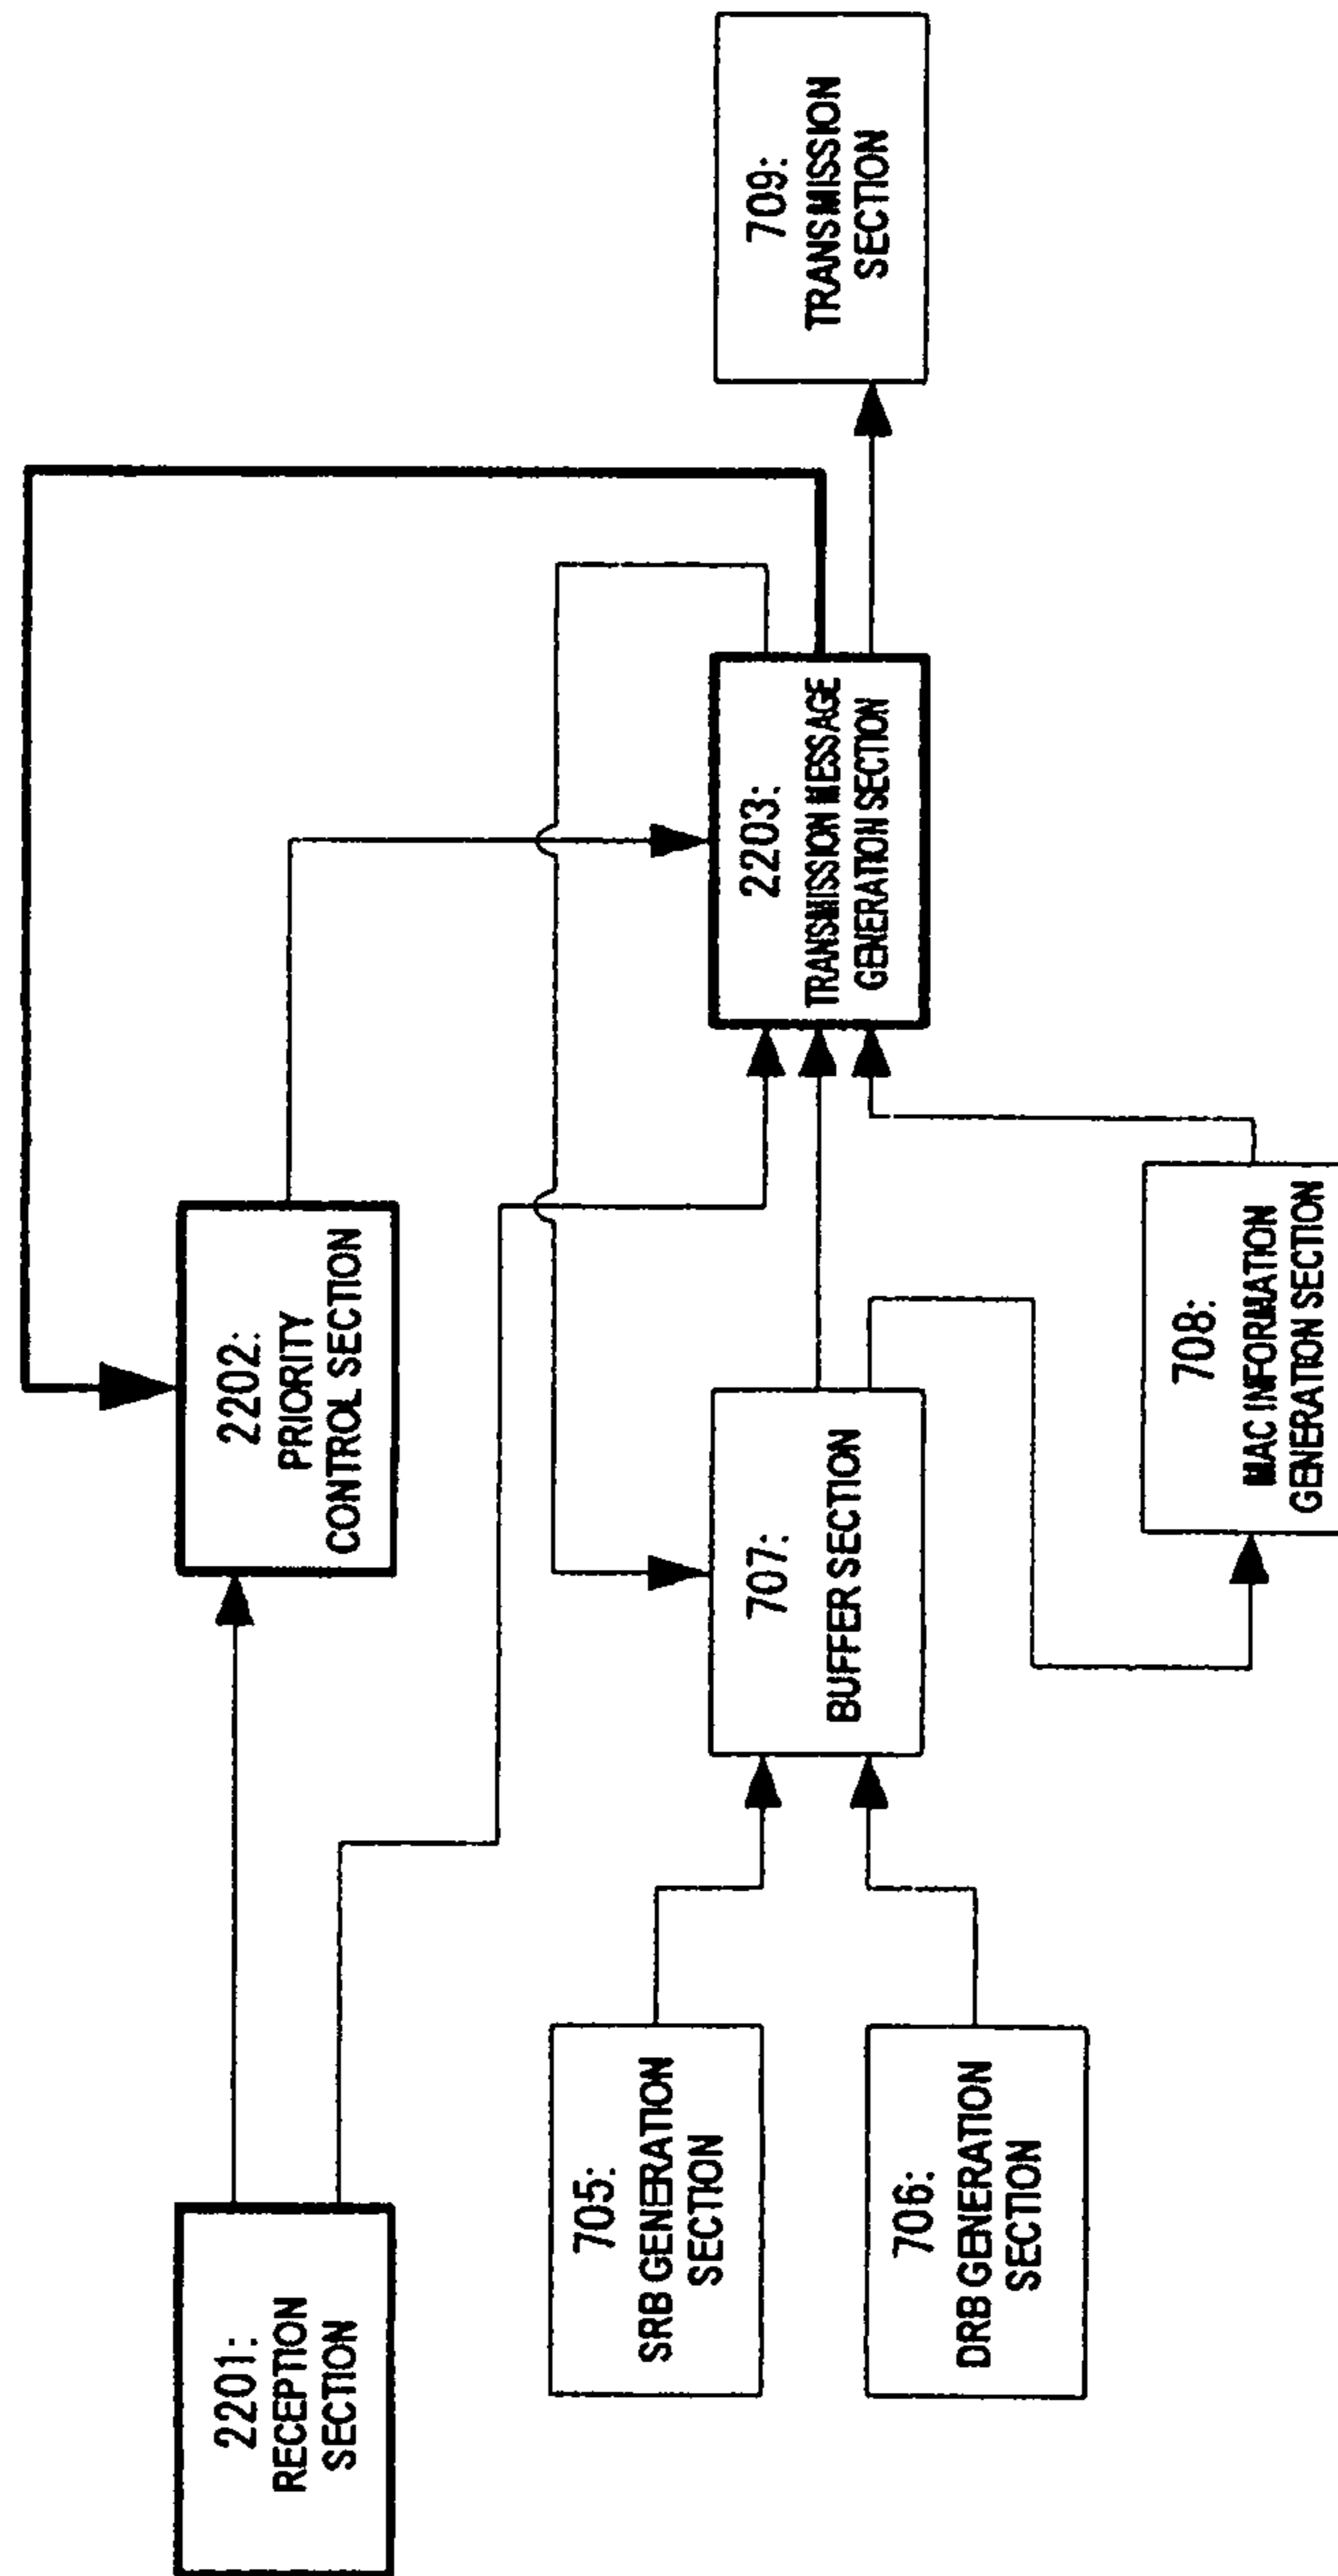 2201:
RECEPTION
SECTION
2202:
PRIORITY
CONTROL SECTION
705:
SRB GENERATION
SECTION
706:
DRB GENERATION
SECTION
707:
BUFFER SECTION
708:
MAC INFORMATION
GENERATION SECTION
2203:
TRANSMISSION MESSAGE
GENERATION SECTION
709:
TRANSMISSION
SECTION